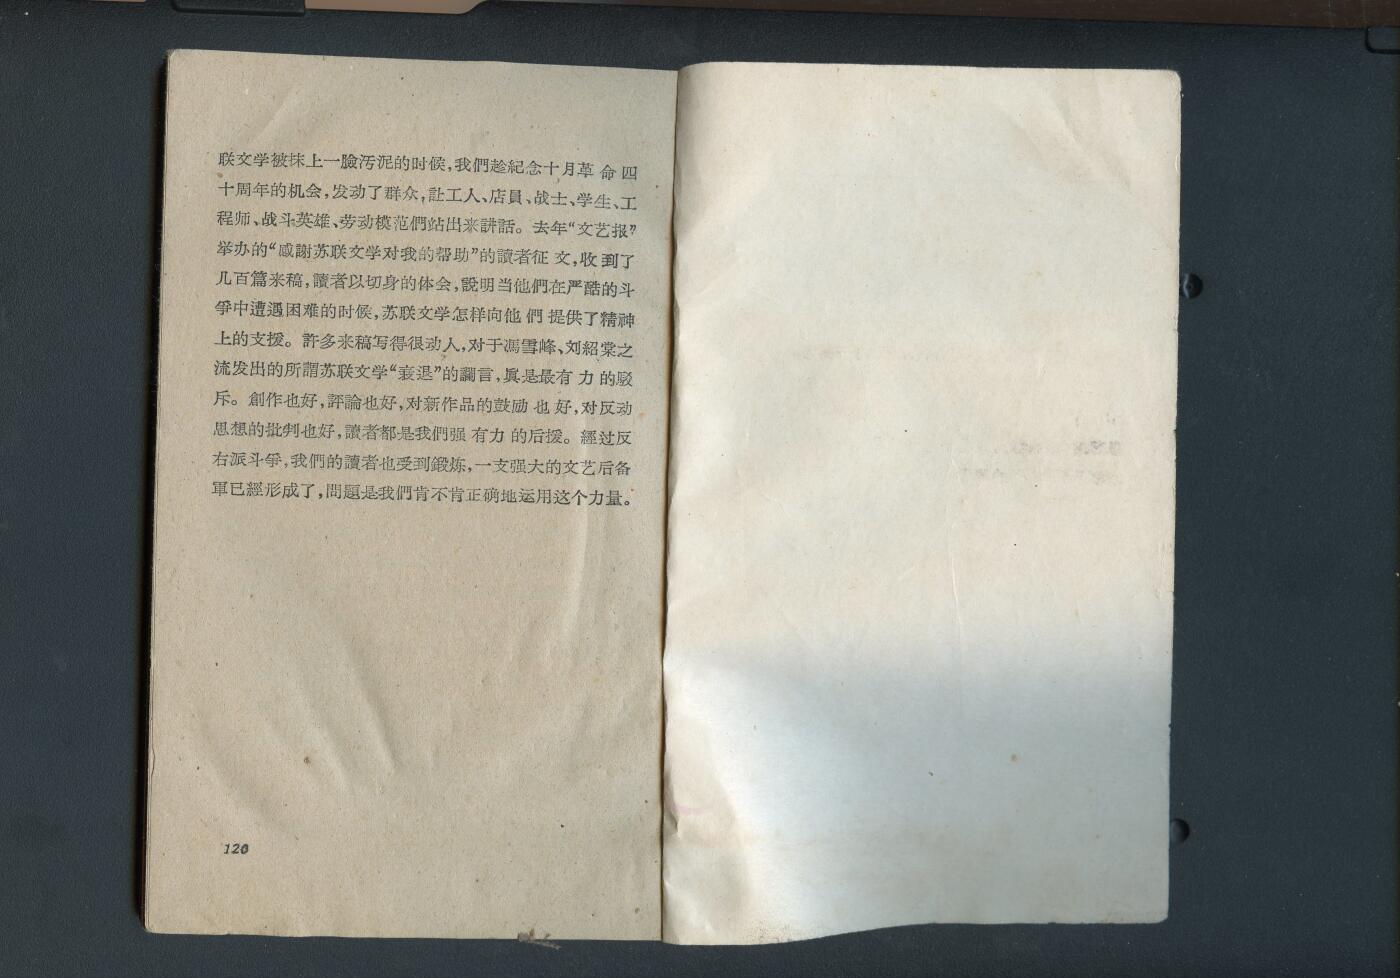 联文学被抹上一臉污泥的时候，我們趁紀念十月革命四
十周年的机会，发动了群众，註工人、店員、战士、学生、工
程师、战斗英雄、劳动模范們站出来讲話。去年“文艺报”
举办的“感謝苏联文学对我的帮助”的讀者征文，收到了
几百篇来稿，讀者以切身的体会，說明当他們在严酷的斗
爭中遭遇困难的时候，苏联文学怎样向他們提供了精神
上的支援。許多来稿写得很动人，对于馮雪峰、刘紹棠之
流发出的所謂苏联文学“衰退”的讕言，眞是最有力的駁
斥。創作也好，評論也好，对新作品的鼓励也好，对反动
思想的批判也好，讀者都是我們强有力的后援。經过反
右派斗爭，我們的讀者也受到鍛炼，一支强大的文艺后备
軍已經形成了，問題是我們肯不肯正确地运用这个力量。
120